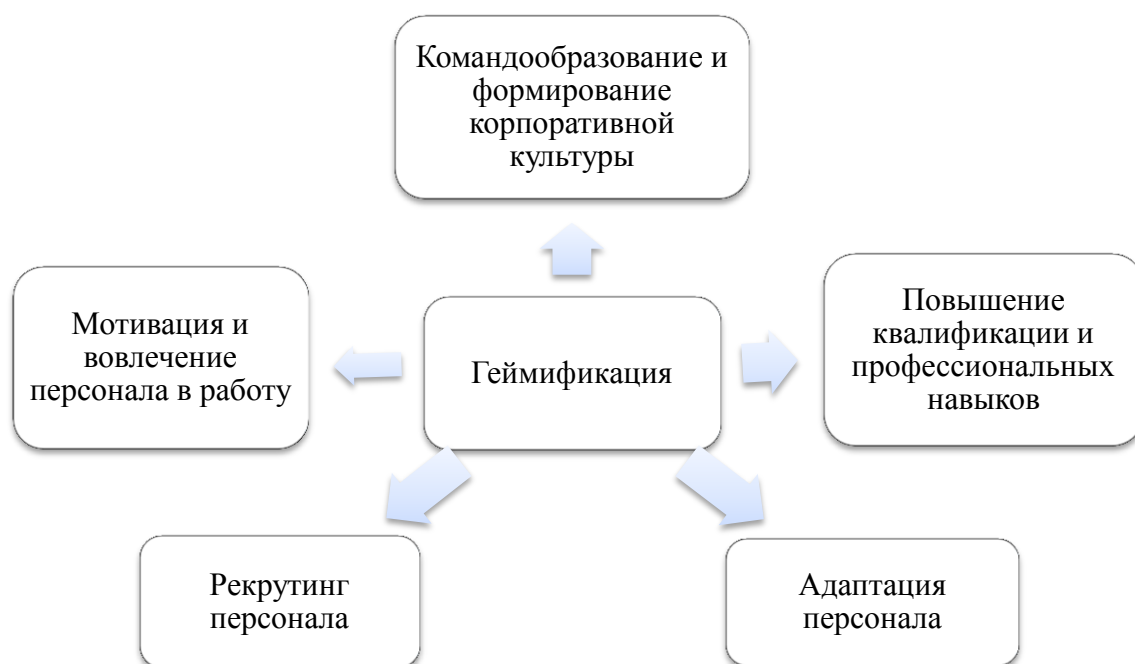 Командообразование и
формирование
корпоративной
культуры
Мотивация и
вовлечение
персонала в работу
Геймификация
Повышение
квалификации и
профессиональных
навыков
Рекрутинг
персонала
Адаптация
персонала